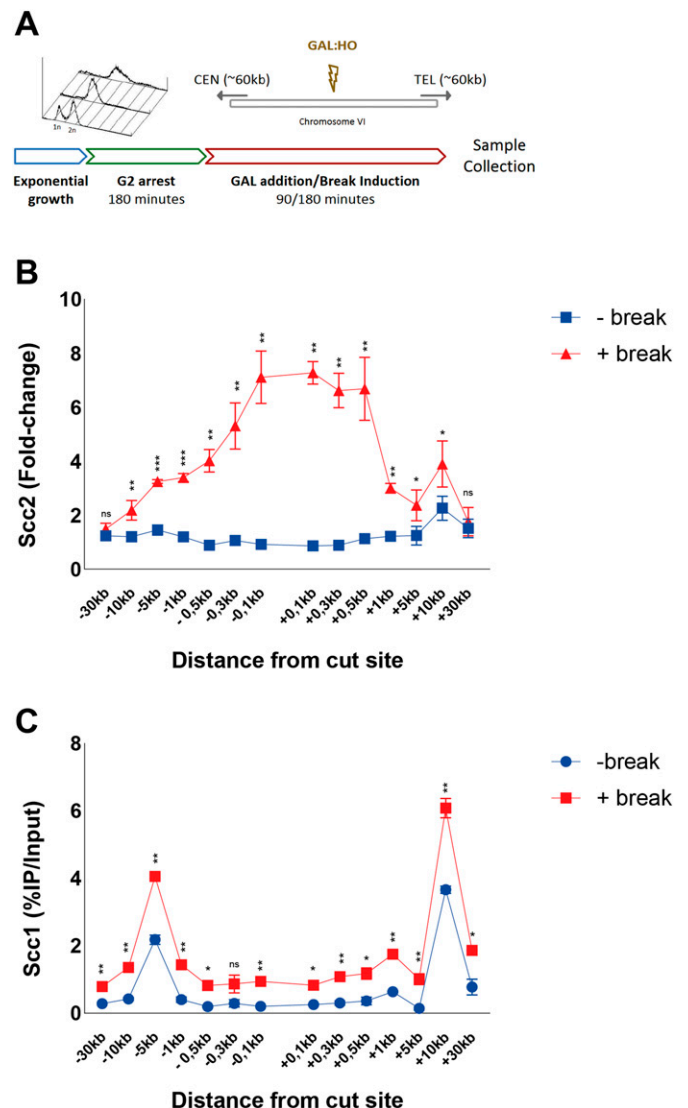 A
GAL:HO
CEN (~60kb)
TEL (~60kb)
1n
2n
Chromosome VI
Exponential
growth
G2 arrest
180 minutes
GAL addition/Break Induction
90/180 minutes
Sample
Collection
B
10
8
6
4
2
0
Scc2 (Fold-change)
ns
**
***
***
**
**
**
**
**
**
**
*
*
ns
- break
+ break
-30kb
-10kb
-5kb
-1kb
- 0,5kb
-0,3kb
-0,1kb
+0,1kb
+0,3kb
+0,5kb
+1kb
+5kb
+10kb
+30kb
Distance from cut site
C
8
6
4
2
0
Scc1 (%IP/Input)
**
**
**
**
*
ns
**
*
**
*
**
**
**
*
-break
+ break
-30kb
-10kb
-5kb
-1kb
- 0,5kb
-0,3kb
-0,1kb
+0,1kb
+0,3kb
+0,5kb
+1kb
+5kb
+10kb
+30kb
Distance from cut site